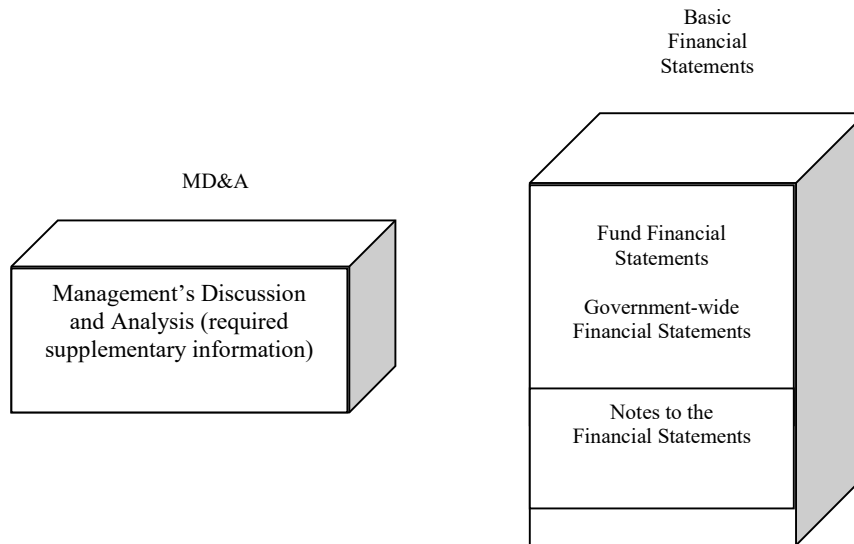 MD&A
Management’s Discussion
and Analysis (required
supplementary information)
Basic
Financial
Statements
Fund Financial
Statements
Government-wide
Financial Statements
Notes to the
Financial Statements